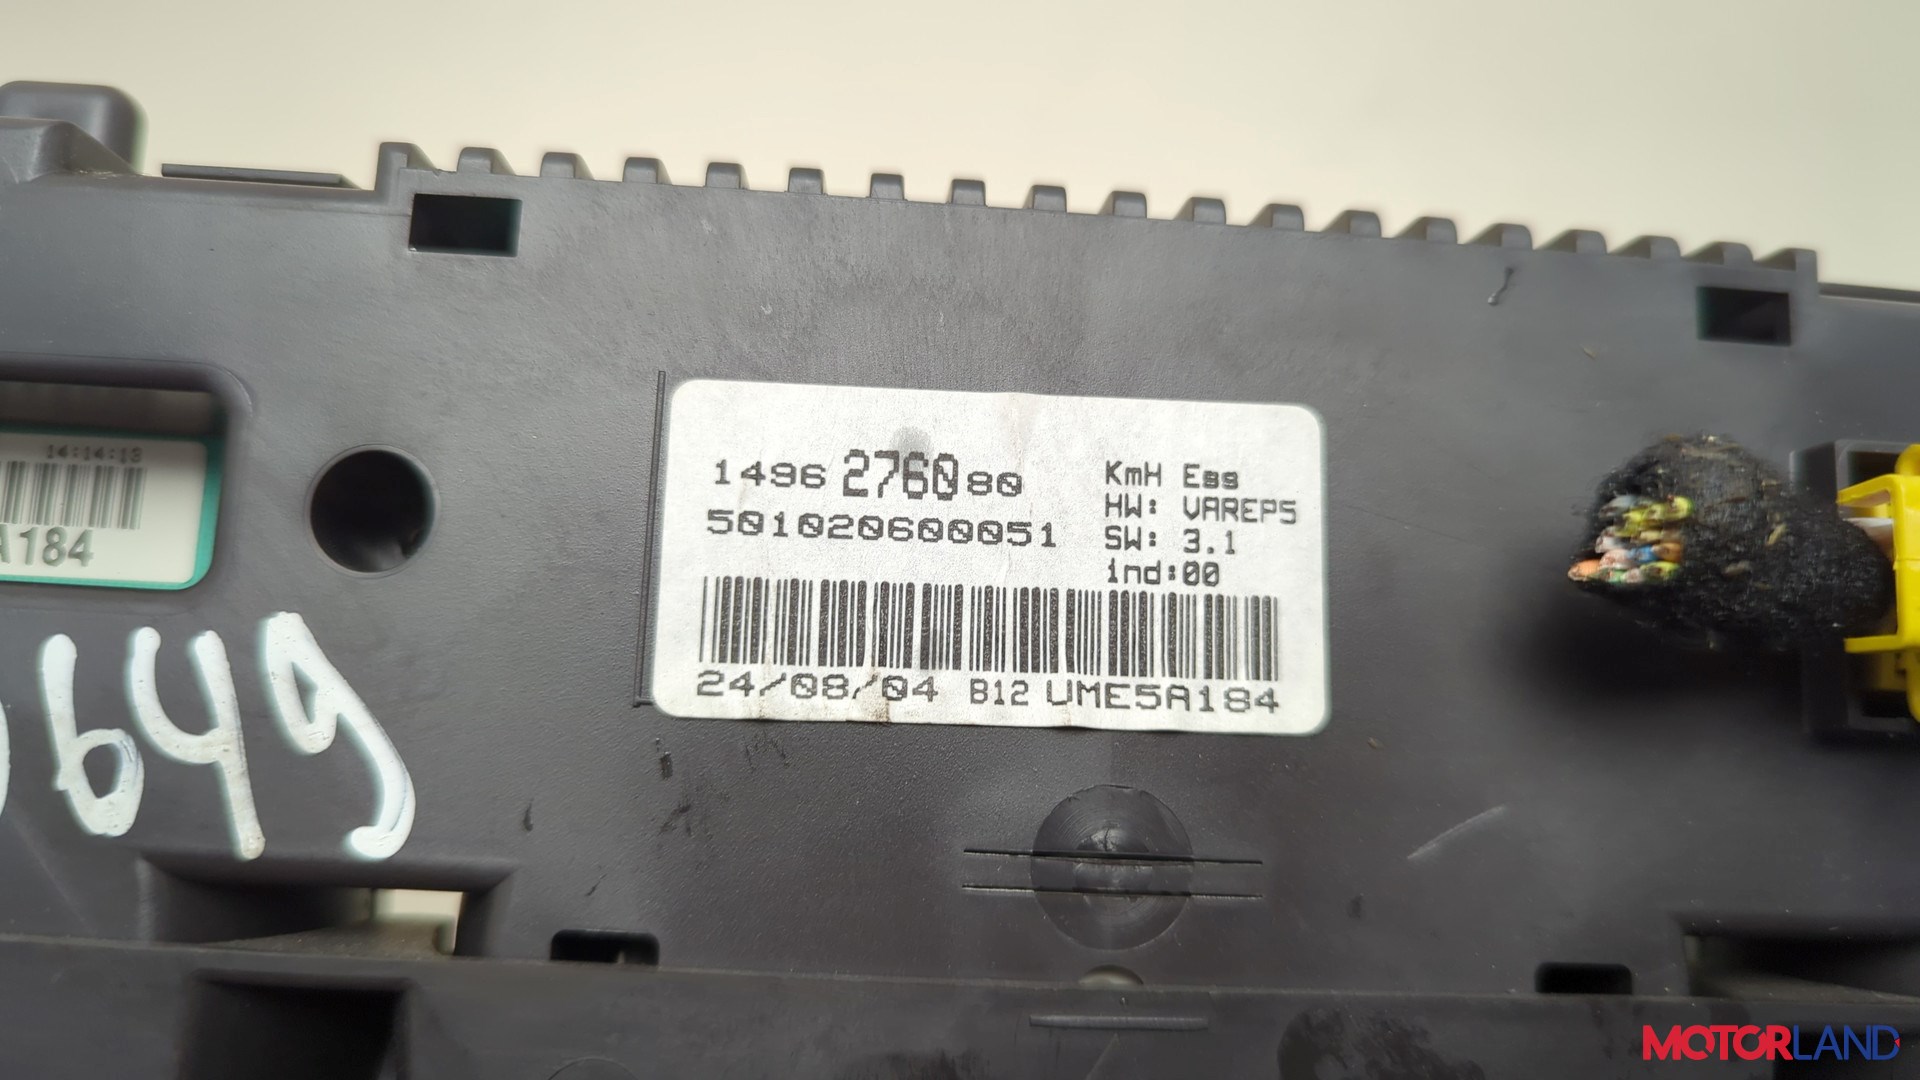 14:14:13
A184
649
1496 2760 80
501020600051
KmH Ess
HW: VAREP5
SW: 3.1
ind:00
24/08/04 B12 VME5A184
MOTORLAND